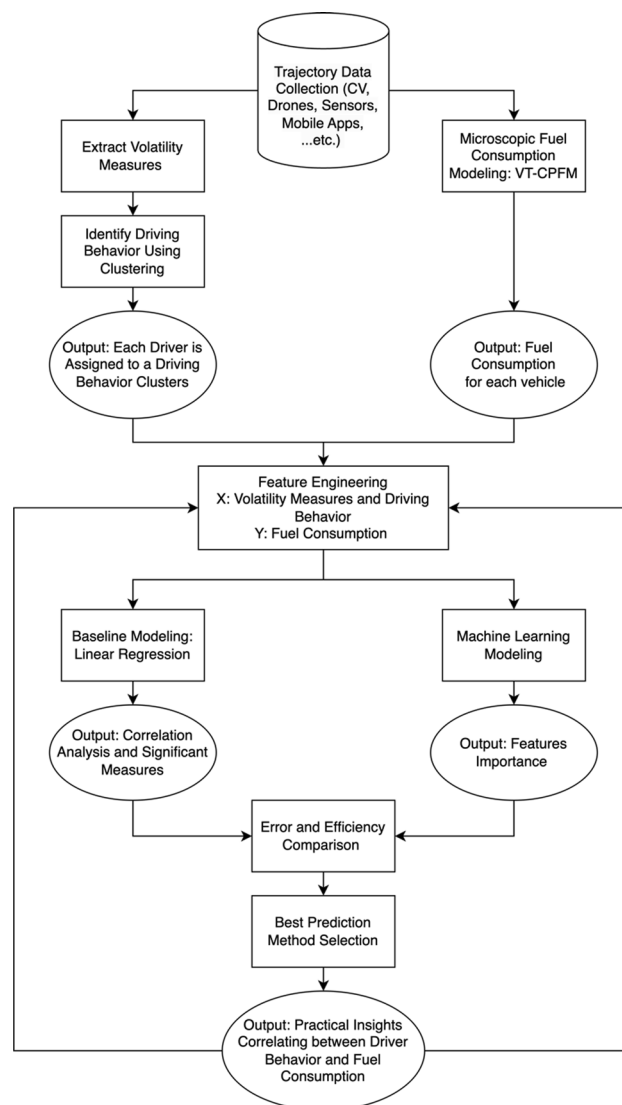 Trajectory Data
Collection (CV,
Drones, Sensors,
Mobile Apps,
...etc.)
Extract Volatility
Measures
Microscopic Fuel
Consumption
Modeling: VT-CPFM
Identify Driving
Behavior Using
Clustering
Output: Each Driver is
Assigned to a Driving
Behavior Clusters
Output: Fuel
Consumption
for each vehicle
Feature Engineering
X: Volatility Measures and Driving
Behavior
Y: Fuel Consumption
Baseline Modeling:
Linear Regression
Machine Learning
Modeling
Output: Correlation
Analysis and Significant
Measures
Output: Features
Importance
Error and Efficiency
Comparison
Best Prediction
Method Selection
Output: Practical Insights
Correlating between Driver
Behavior and Fuel
Consumption